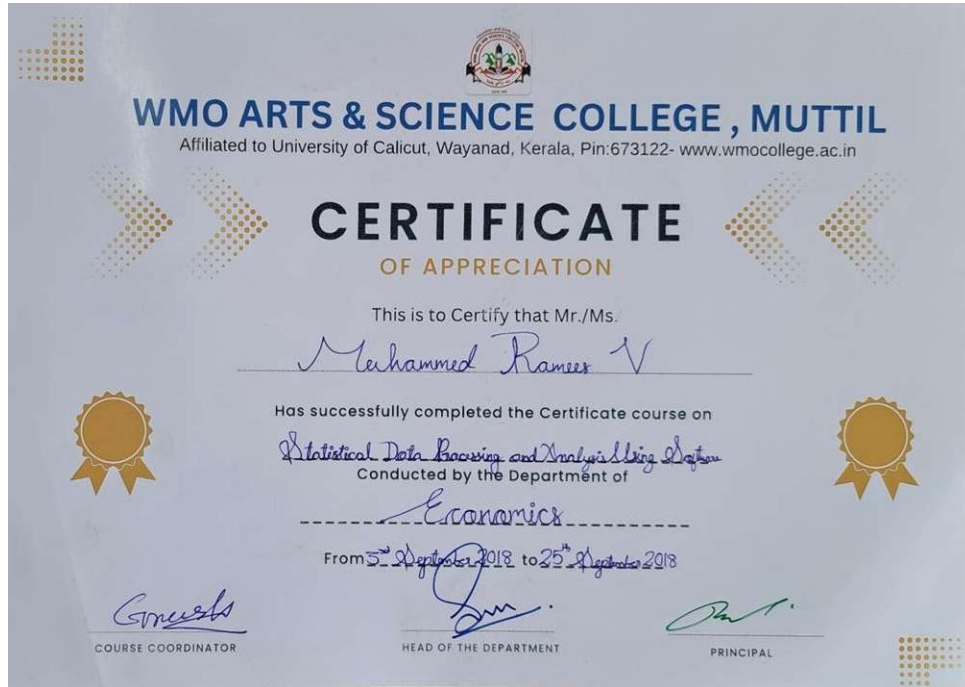 WMO ARTS & SCIENCE COLLEGE , MUTTIL
Affiliated to University of Calicut, Wayanad, Kerala, Pin:673122- www.wmocollege.ac.in
CERTIFICATE
OF APPRECIATION
This is to Certify that Mr./Ms.
Muhammed Ramees V
Has successfully completed the Certificate course on
Statistical Data Processing and Analysis Using Software
Conducted by the Department of
Economics
From September 2018 to 25th September 2018
COURSE COORDINATOR
HEAD OF THE DEPARTMENT
PRINCIPAL